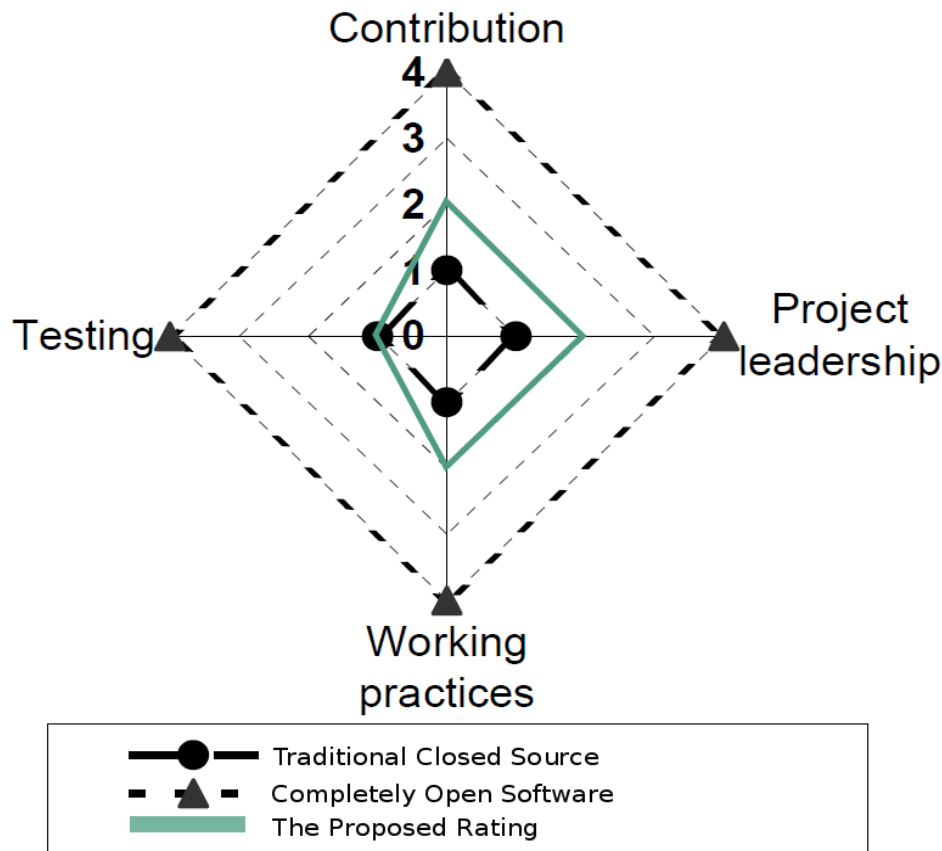 Contribution
4
3
2
1
0
Testing
Project
leadership
Working
practices
Traditional Closed Source
Completely Open Software
The Proposed Rating